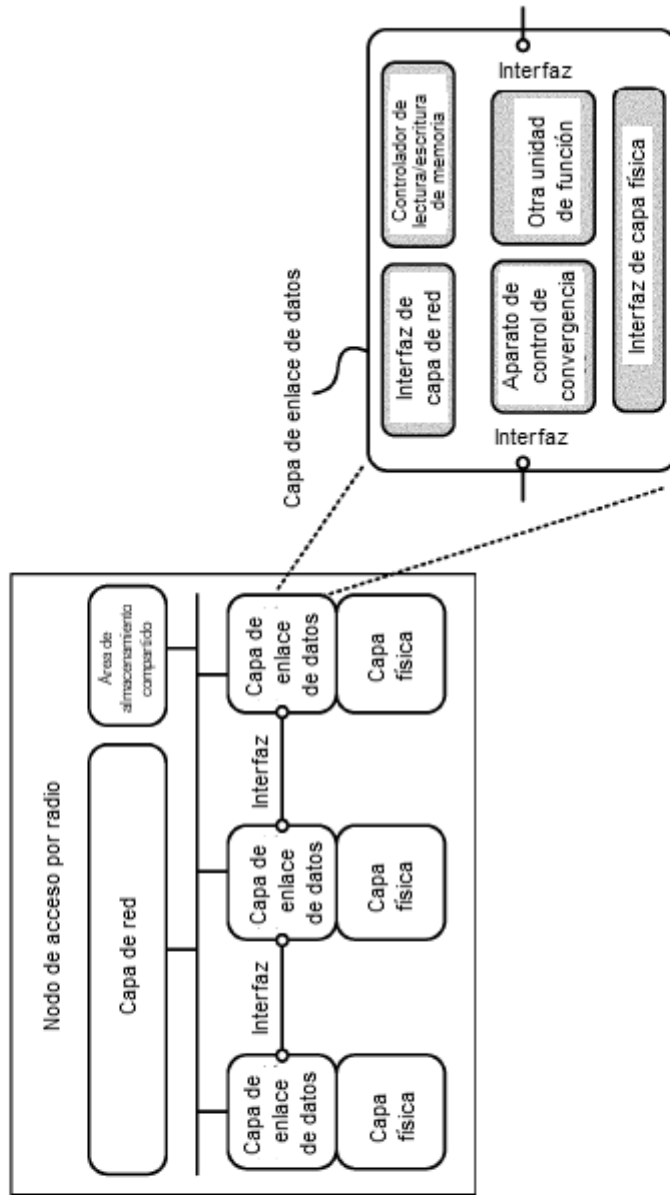 Nodo de acceso por radio
Capa de red
Área de
almacenamiento
compartido
Capa de
enlace
de datos
Interfaz
Capa de
enlace
de datos
Interfaz
Capa de
enlace
de datos
Capa
física
Capa
física
Capa
física
Capa de enlace de datos
Interfaz de
capa de red
Controlador de
lectura/escritura
de memoria
Interfaz
Aparato de
control de
convergencia
Otra unidad
de función
Interfaz
Interfaz de capa física